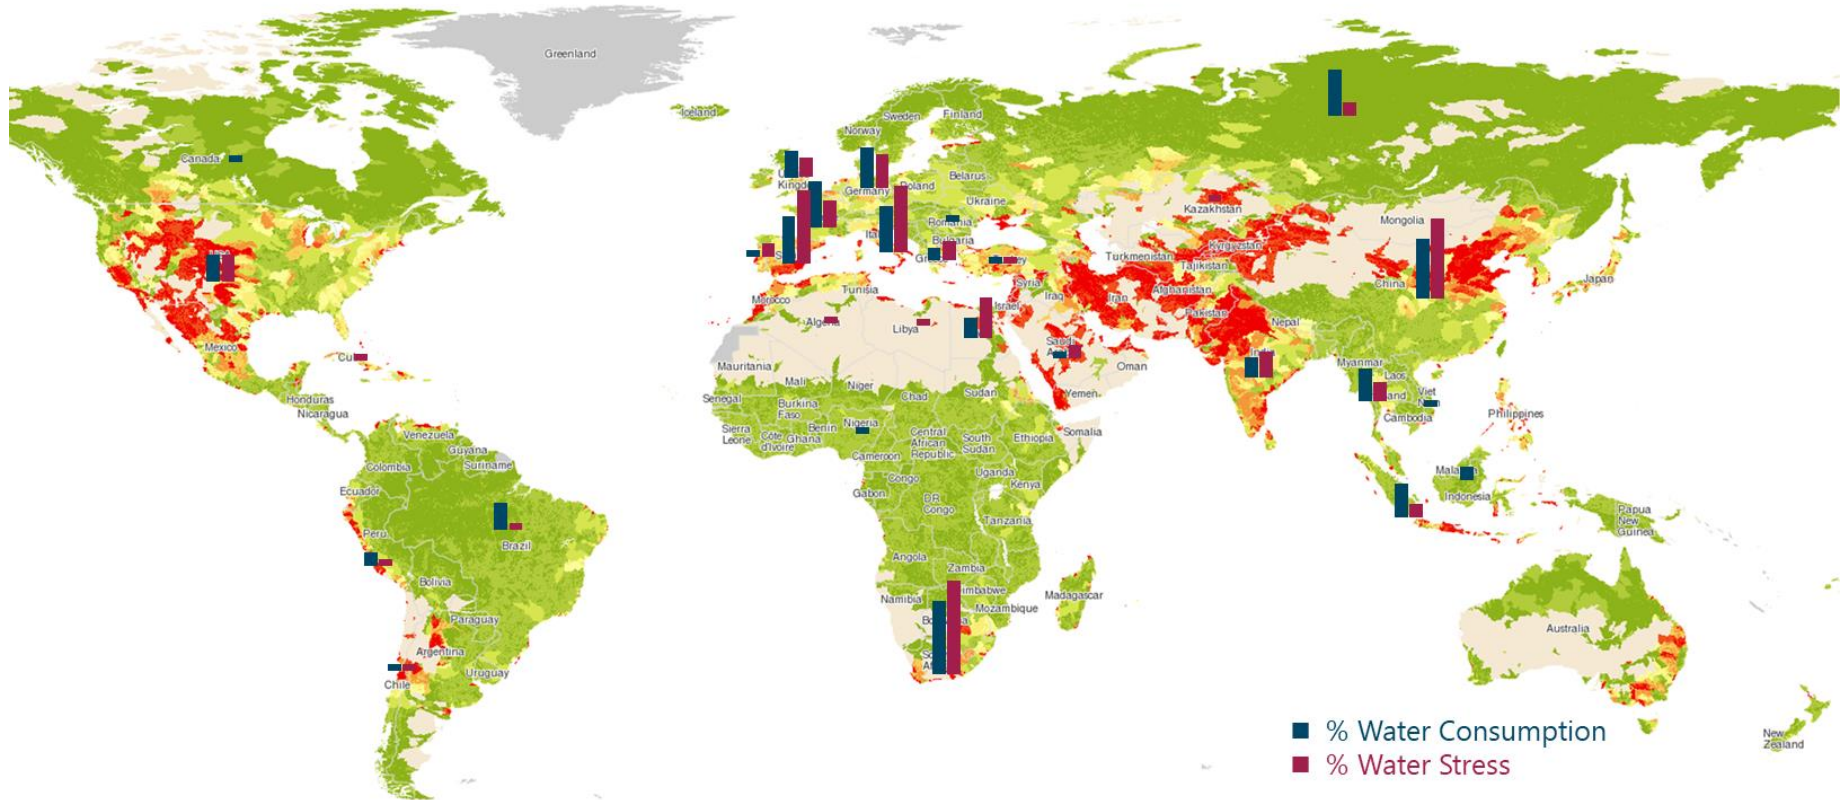 Greenland
Iceland
Sweden
Finland
Norway
Canada
Belarus
Poland
Germany
Ukraine
Kazakhstan
Mongolia
Romania
Bulgaria
Kyrgyzstan
Turkmenistan
Tajikistan
Japan
China
Syria
Tunisia
Afghanistan
Morocco
Iraq
Iran
Israel
Pakistan
Libya
Nepal
Mexico
Mauritania
Oman
Myanmar
Mali
Niger
Laos
Viet
Sudan
Yemen
Senegal
Chad
Honduras
Burkina
Faso
Nicaragua
Philippines
Cambodia
Nigeria
Benin
Sierra
Leone
Côte
d'Ivoire
Ghana
Central
African
Republic
South
Sudan
Ethiopia
Somalia
Venezuela
Guyana
Suriname
Cameroon
Colombia
Uganda
Congo
Kenya
Ecuador
Gabon
DR
Congo
Indonesia
Papua
New
Guinea
Tanzania
Peru
Brazil
Angola
Zambia
Bolivia
Namibia
Madagascar
Mozambique
Paraguay
Australia
Argentina
Uruguay
Chile
% Water Consumption
New
Zealand
% Water Stress